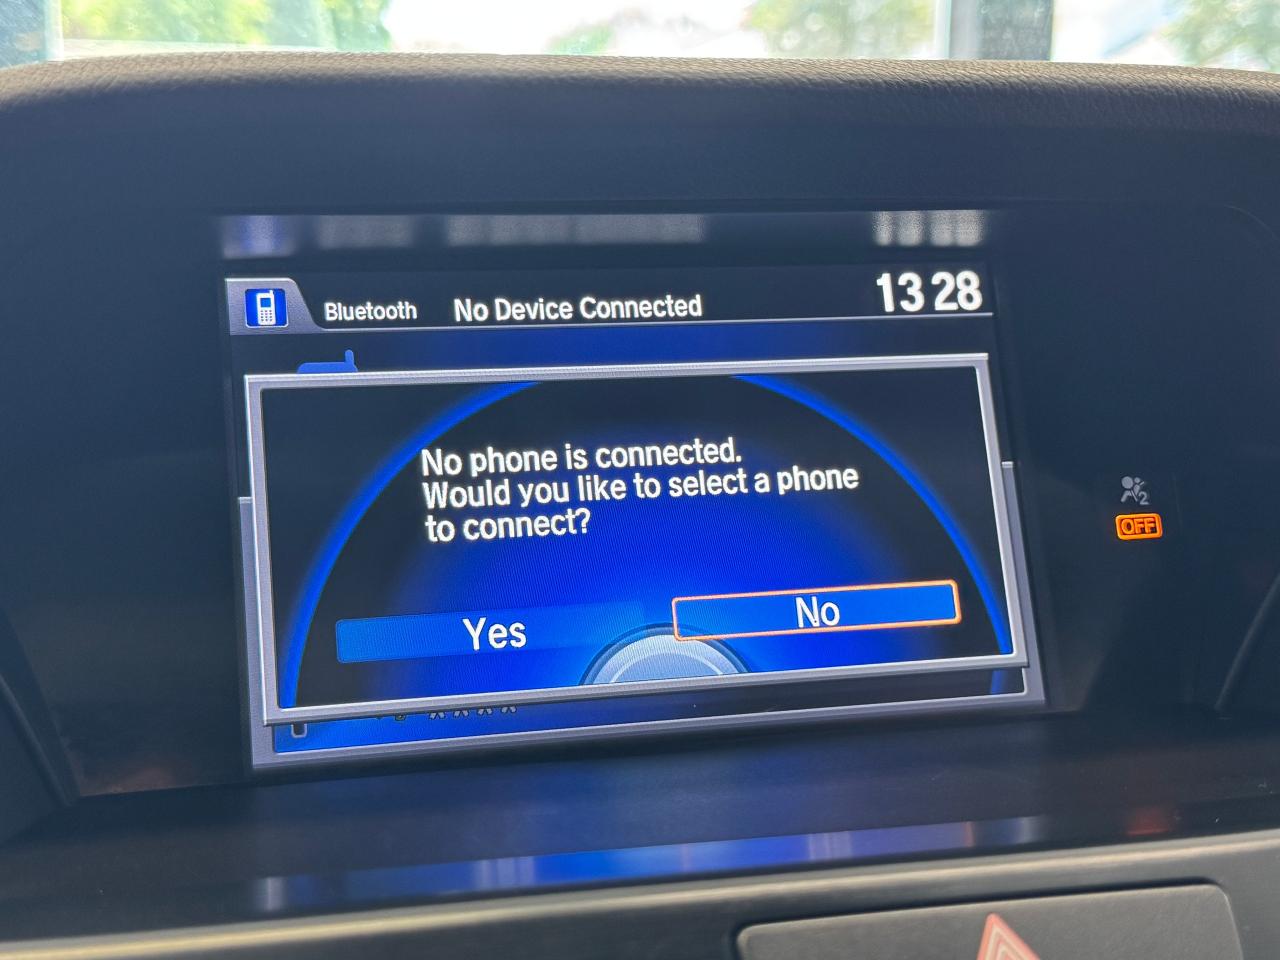 Bluetooth No Device Connected 13 28
No phone is connected.
Would you like to select a phone
to connect?
Yes No
2
OFF